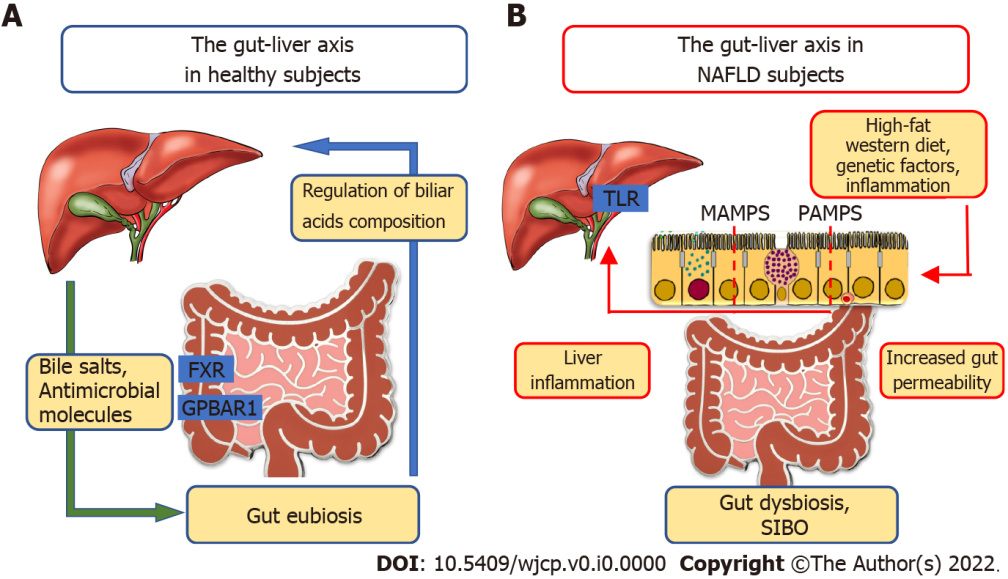 A
The gut-liver axis
in healthy subjects
Regulation of biliar
acids composition
Bile salts,
Antimicrobial
molecules
FXR
GPBAR1
Gut eubiosis
B
The gut-liver axis in
NAFLD subjects
High-fat
western diet,
genetic factors,
inflammation
TLR
MAMPS
PAMPS
Liver
inflammation
Increased gut
permeability
Gut dysbiosis,
SIBO
DOI: 10.5409/wjcp.v0.i0.0000 Copyright ©The Author(s) 2022.